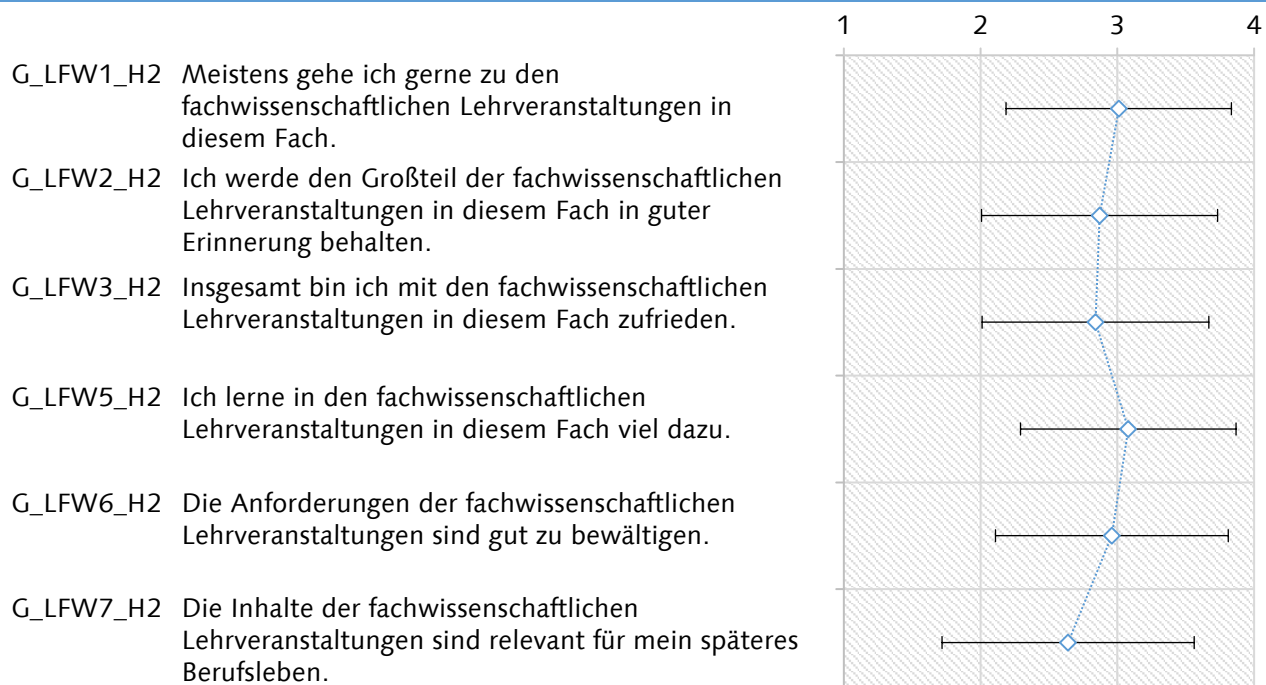 1 2 3 4
G_LFW1_H2 Meistens gehe ich gerne zu den
fachwissenschaftlichen Lehrveranstaltungen in
diesem Fach.
G_LFW2_H2 Ich werde den Großteil der fachwissenschaftlichen
Lehrveranstaltungen in diesem Fach in guter
Erinnerung behalten.
G_LFW3_H2 Insgesamt bin ich mit den fachwissenschaftlichen
Lehrveranstaltungen in diesem Fach zufrieden.
G_LFW5_H2 Ich lerne in den fachwissenschaftlichen
Lehrveranstaltungen in diesem Fach viel dazu.
G_LFW6_H2 Die Anforderungen der fachwissenschaftlichen
Lehrveranstaltungen sind gut zu bewältigen.
G_LFW7_H2 Die Inhalte der fachwissenschaftlichen
Lehrveranstaltungen sind relevant für mein späteres
Berufsleben.